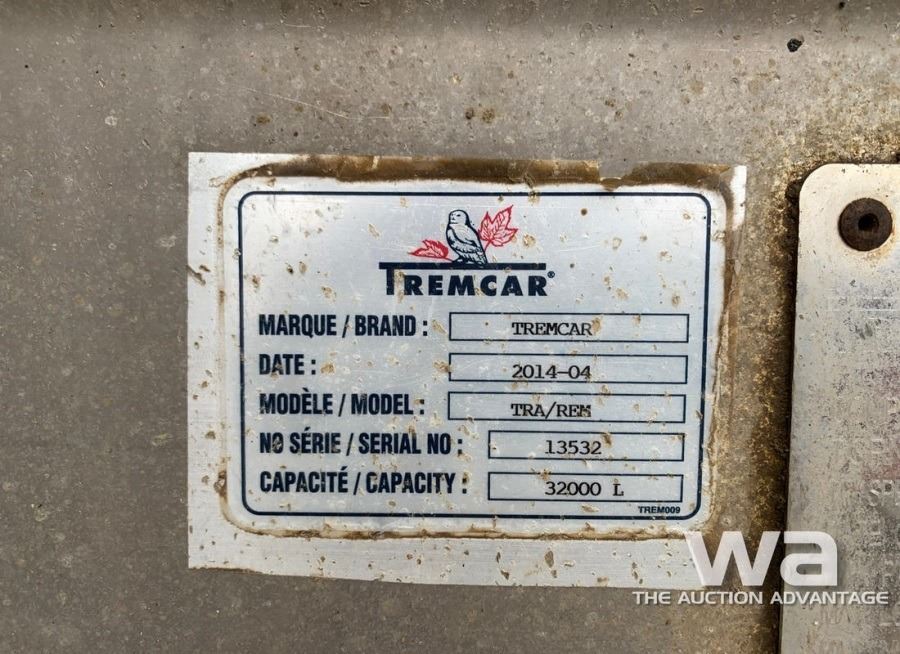 TREMCAR®
MARQUE / BRAND : TREMCAR
DATE : 2014-04
MODÈLE / MODEL : TRA/REM
NO SÉRIE / SERIAL NO : 13532
CAPACITÉ / CAPACITY : 32000 L
TREM009
wa
THE AUCTION ADVANTAGE